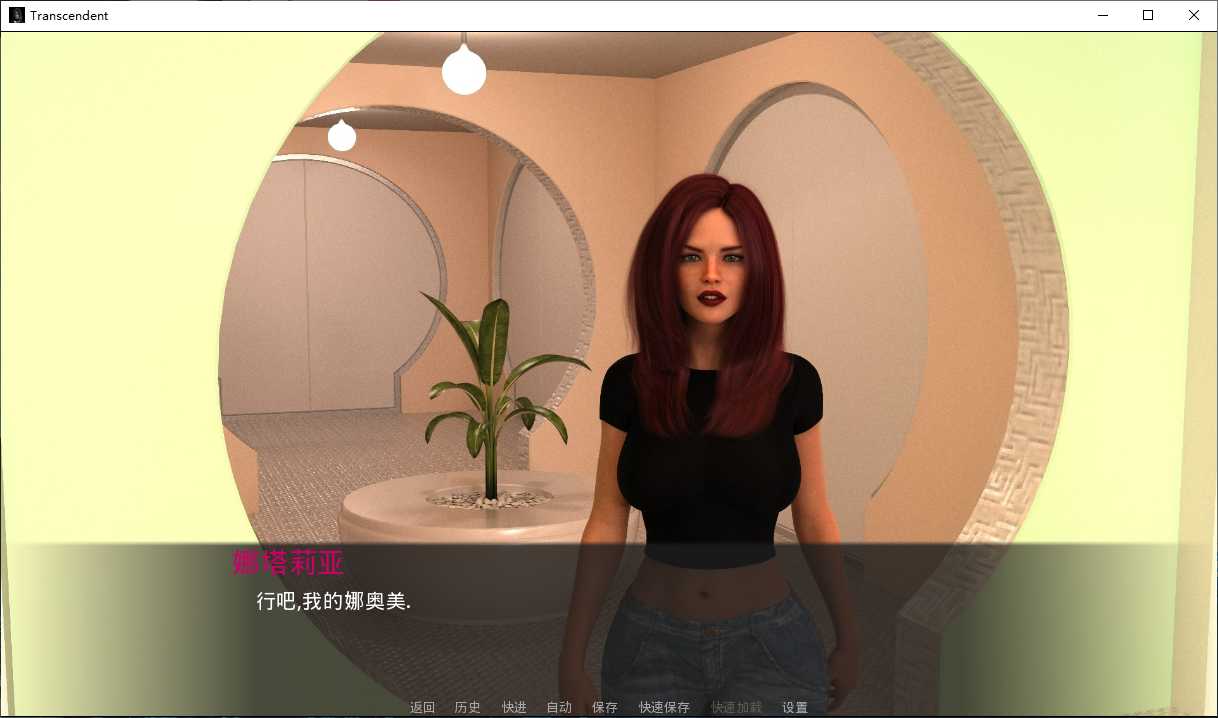 Transcendent
娜塔莉亚
行吧,我的娜奥美.
返回 历史 快进 自动 保存 快速保存 快速加载 设置